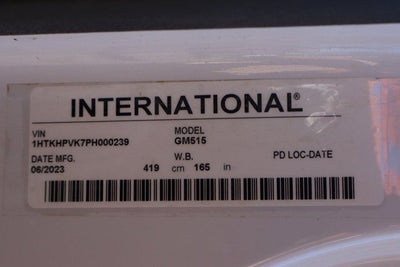 INTERNATIONAL®
VIN MODEL
1HTKHPVK7PH000239 GM515
DATE MFG. W.B. PD LOC-DATE
06/2023 419 cm 165 in